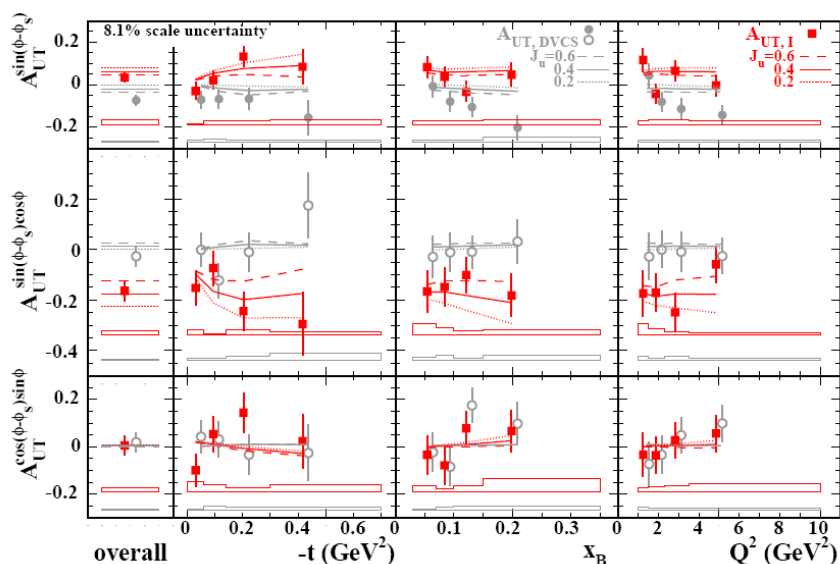 8.1% scale uncertainty
A_UT, DVCS
J_u=0.6
0.4
0.2
A_UT, I
J_u=0.6
0.4
0.2
A_UT^sin(ϕ-ϕ_s)
0.2
0
-0.2
A_UT^sin(ϕ-ϕ_s)cosϕ
0.2
0
-0.2
-0.4
A_UT^cos(ϕ-ϕ_s)sinϕ
0.2
0
-0.2
0 0.2 0.4 0.6
0.1 0.2 0.3
2 4 6 8 10
overall
-t (GeV²)
x_B
Q² (GeV²)